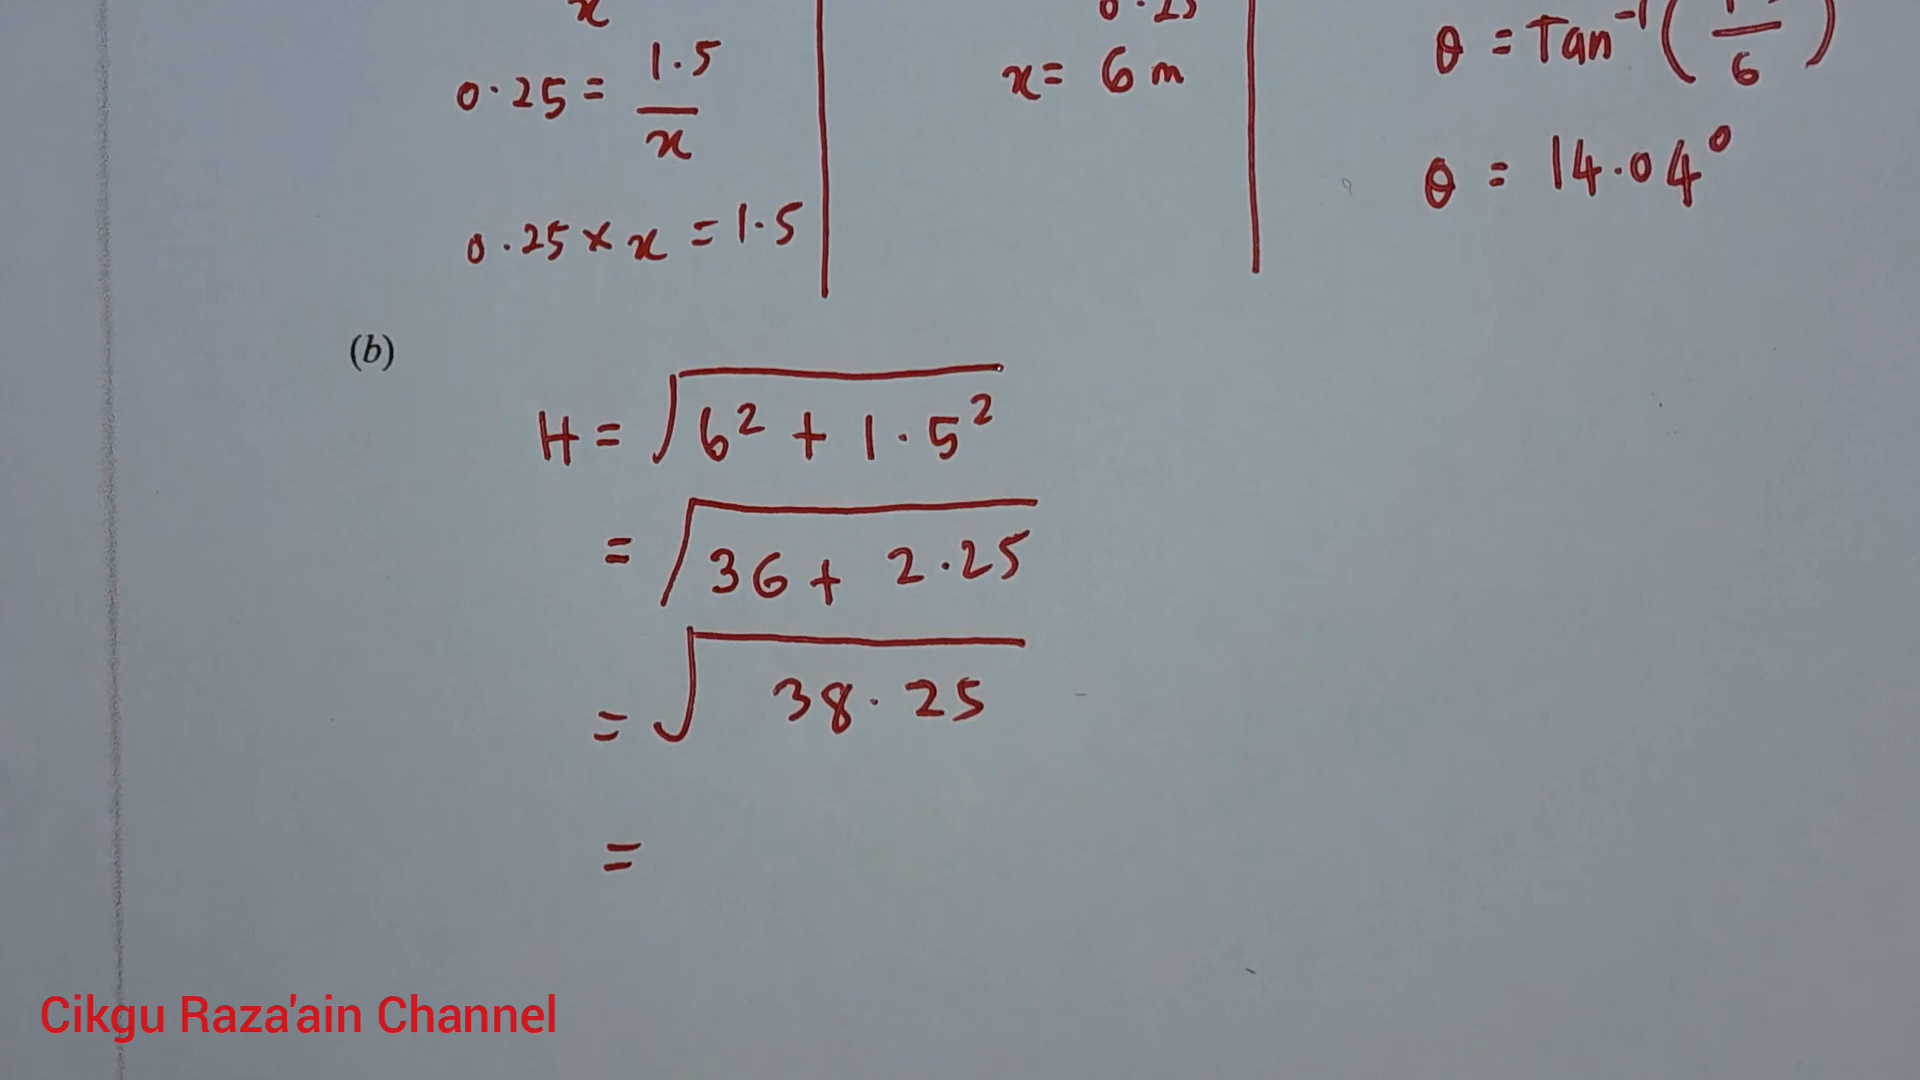 x
0.25 = 1.5
x
0.25 × x = 1.5
x = 6 m
θ = Tan⁻¹ ( 
6 )
θ = 14.04°
(b)
H = √6² + 1.5²
= √36 + 2.25
= √38.25
=
Cikgu Raza'ain Channel